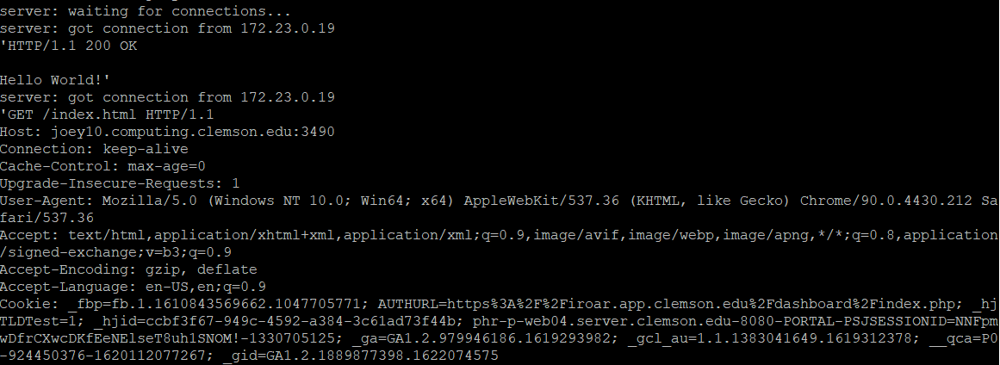 server: waiting for connections...
server: got connection from 172.23.0.19
'HTTP/1.1 200 OK

Hello World!'
server: got connection from 172.23.0.19
'GET /index.html HTTP/1.1
Host: joey10.computing.clemson.edu:3490
Connection: keep-alive
Cache-Control: max-age=0
Upgrade-Insecure-Requests: 1
User-Agent: Mozilla/5.0 (Windows NT 10.0; Win64; x64) AppleWebKit/537.36 (KHTML, like Gecko) Chrome/90.0.4430.212 Sa
fari/537.36
Accept: text/html,application/xhtml+xml,application/xml;q=0.9,image/avif,image/webp,image/apng,*/*;q=0.8,application
/signed-exchange;v=b3;q=0.9
Accept-Encoding: gzip, deflate
Accept-Language: en-US,en;q=0.9
Cookie: _fbp=fb.1.1610843569662.1047705771; AUTHURL=https%3A%2F%2Firoar.app.clemson.edu%2Fdashboard%2Findex.php; _hj
TLDTest=1; _hjid=ccbf3f67-949c-4592-a384-3c61ad73f44b; phr-p-web04.server.clemson.edu-8080-PORTAL-PSJSESSIONID=NNFpm
wDfrCXwcDKfEeNElseT8uh1SNOM!-1330705125; _ga=GA1.2.979946186.1619293982; _gcl_au=1.1.1383041649.1619312378; __qca=P0
-924450376-1620112077267; _gid=GA1.2.1889877398.1622074575